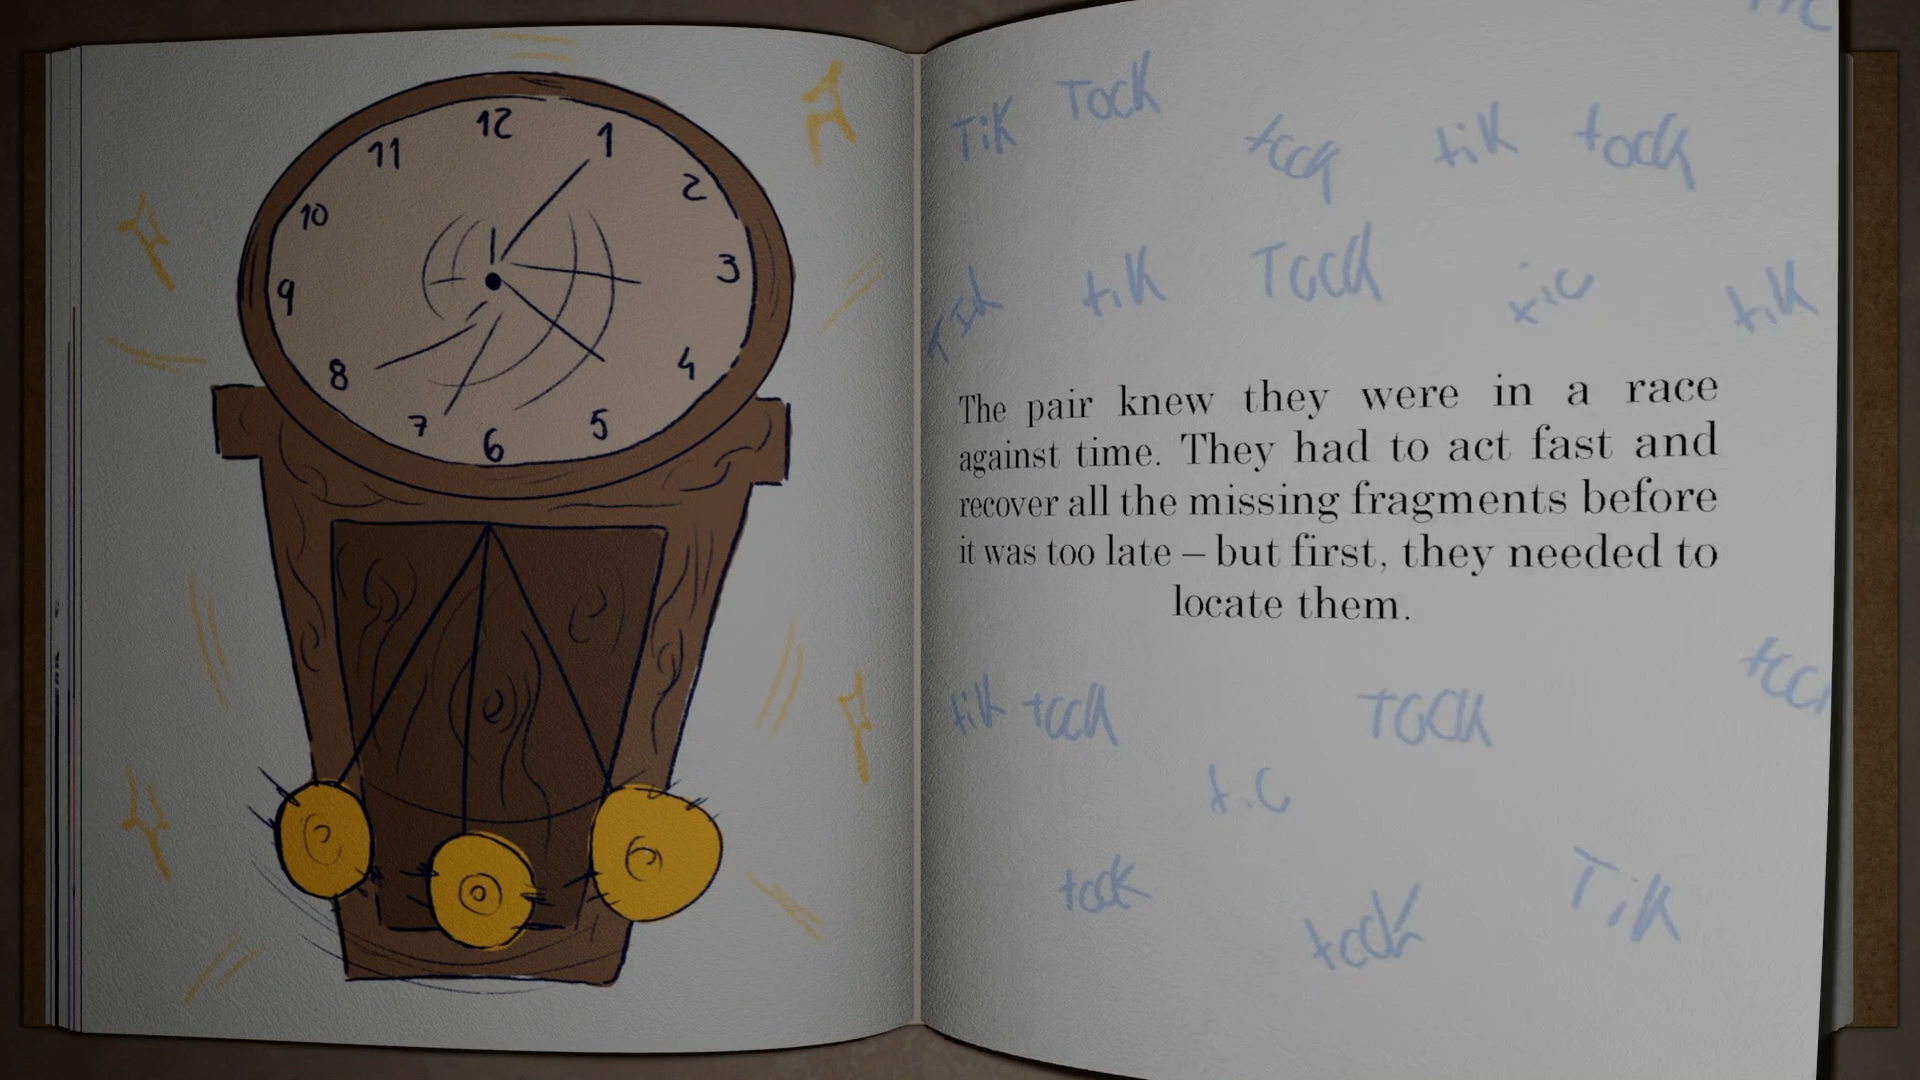 12
11
1
10
2
9
3
8
4
7
5
6
TiK
TocK
tock
tiK
tock
tiK
Tock
tic
tiK
The pair knew they were in a race
against time. They had to act fast and
recover all the missing fragments before
it was too late – but first, they needed to
locate them.
tik tock
TOCK
tic
tock
tock
TiK